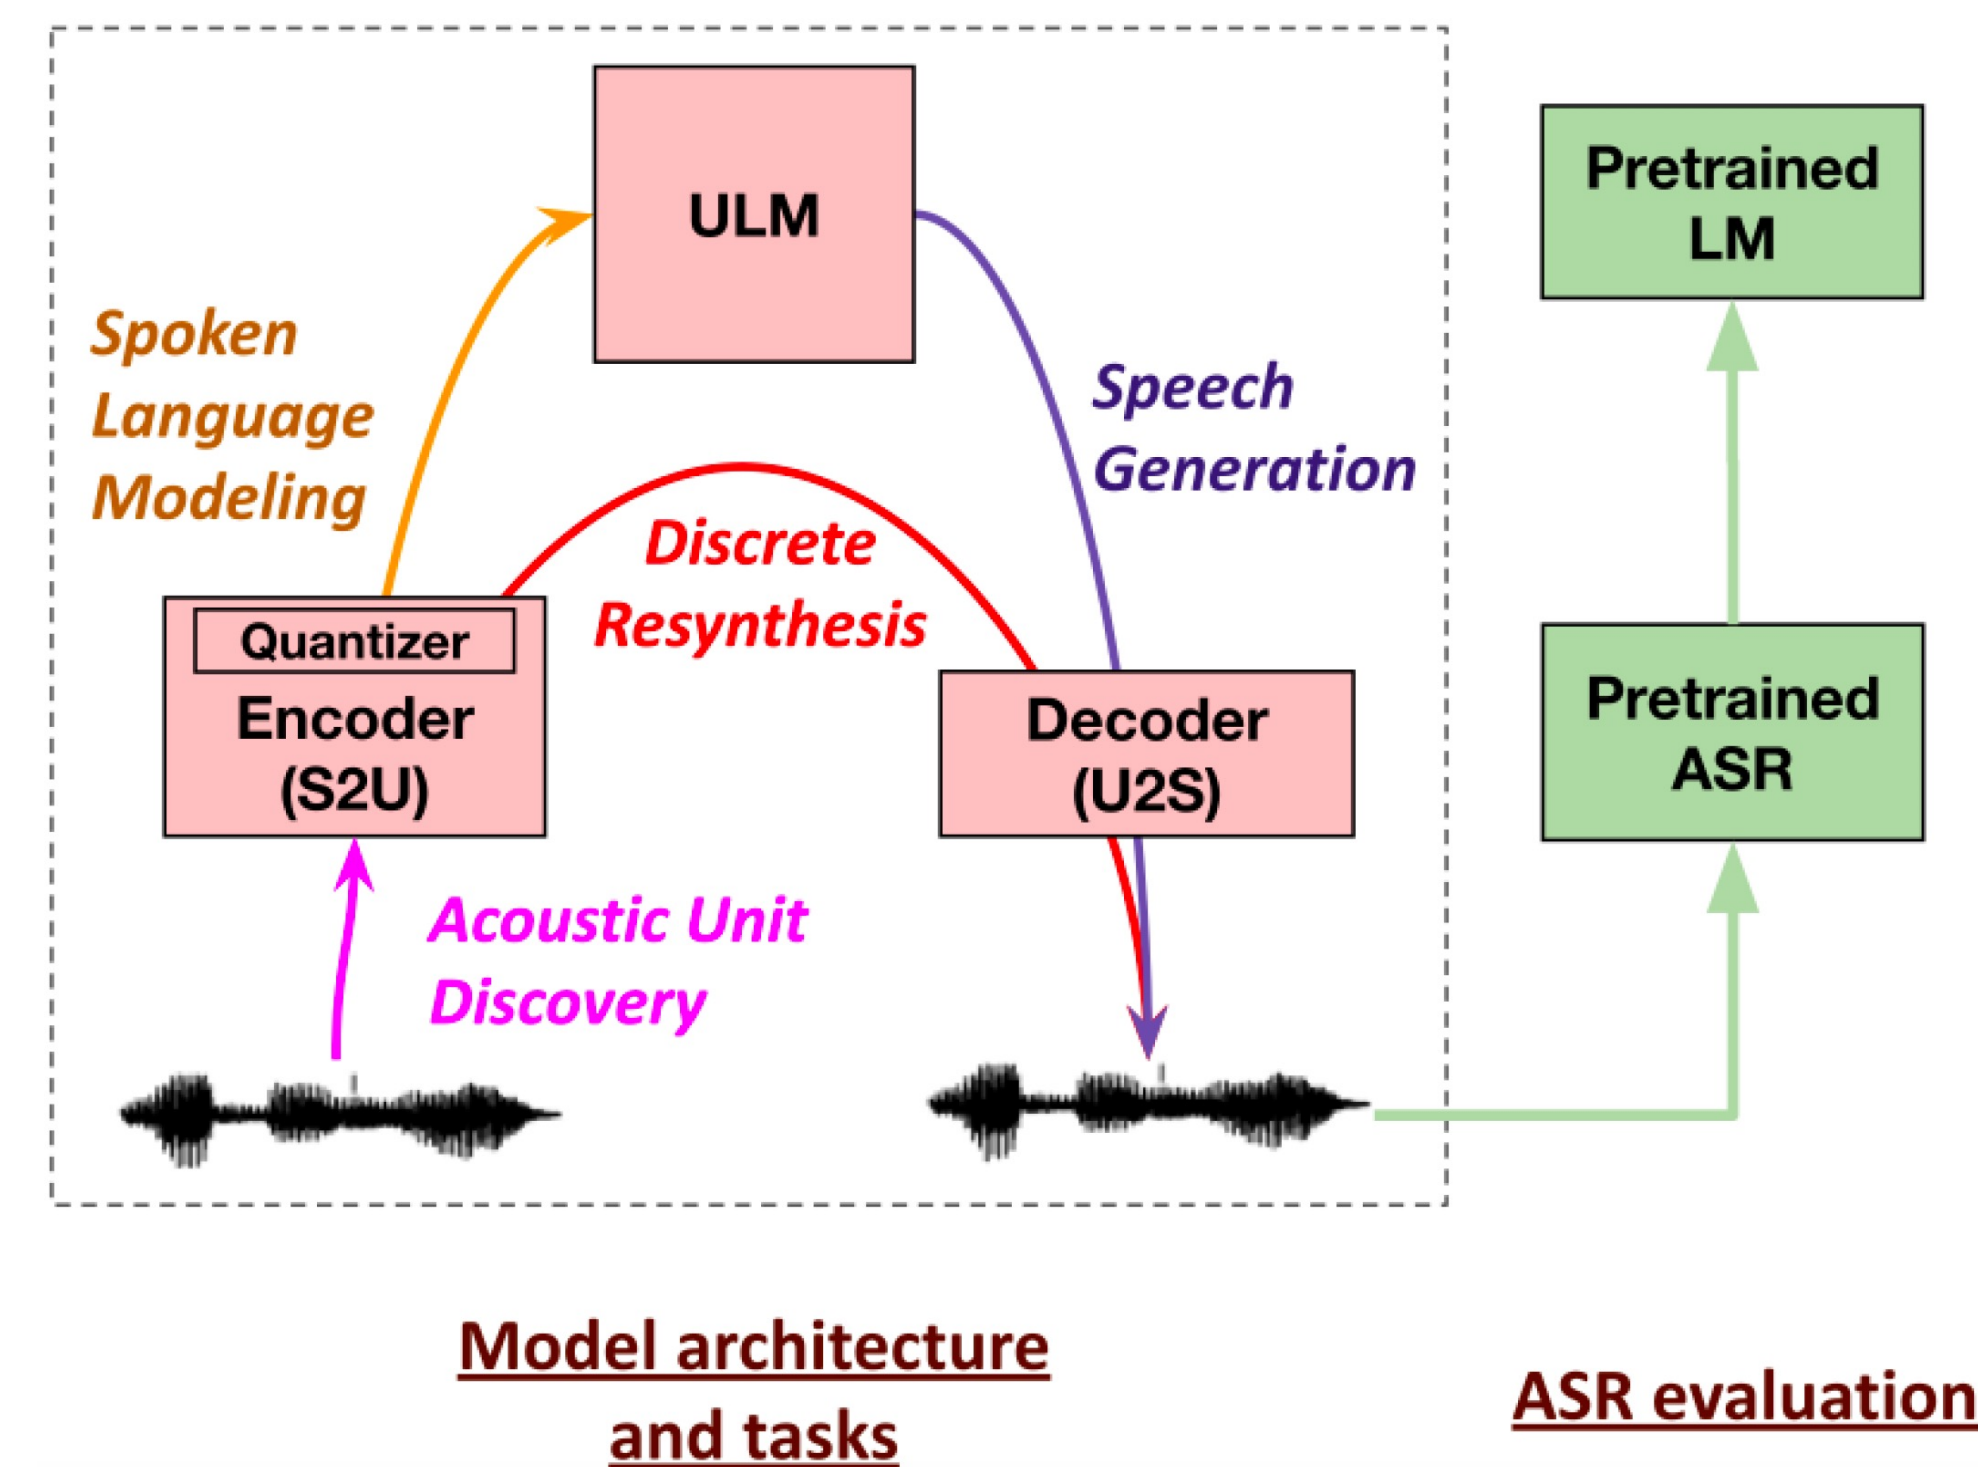 ULM
Spoken
Language
Modeling
Speech
Generation
Discrete
Resynthesis
Quantizer
Encoder
(S2U)
Decoder
(U2S)
Acoustic Unit
Discovery
Pretrained
LM
Pretrained
ASR
Model architecture
and tasks
ASR evaluation